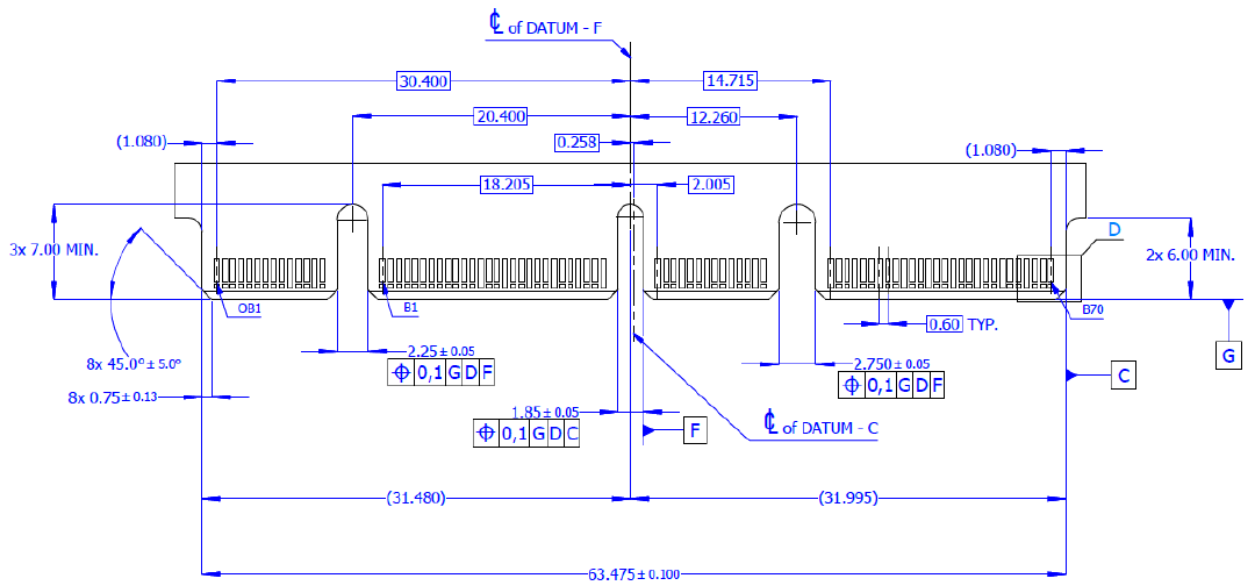 ℄ of DATUM - F
30.400
14.715
20.400
12.260
(1.080)
0.258
(1.080)
18.205
2.005
3x 7.00 MIN.
D
2x 6.00 MIN.
OB1
B1
B70
0.60 TYP.
G
8x 45.0° ± 5.0°
2.25 ± 0.05
⌖ 0,1 G D F
2.750 ± 0.05
⌖ 0,1 G D F
C
8x 0.75 ± 0.13
1.85 ± 0.05
⌖ 0,1 G D C
F
℄ of DATUM - C
(31.480)
(31.995)
63.475 ± 0.100